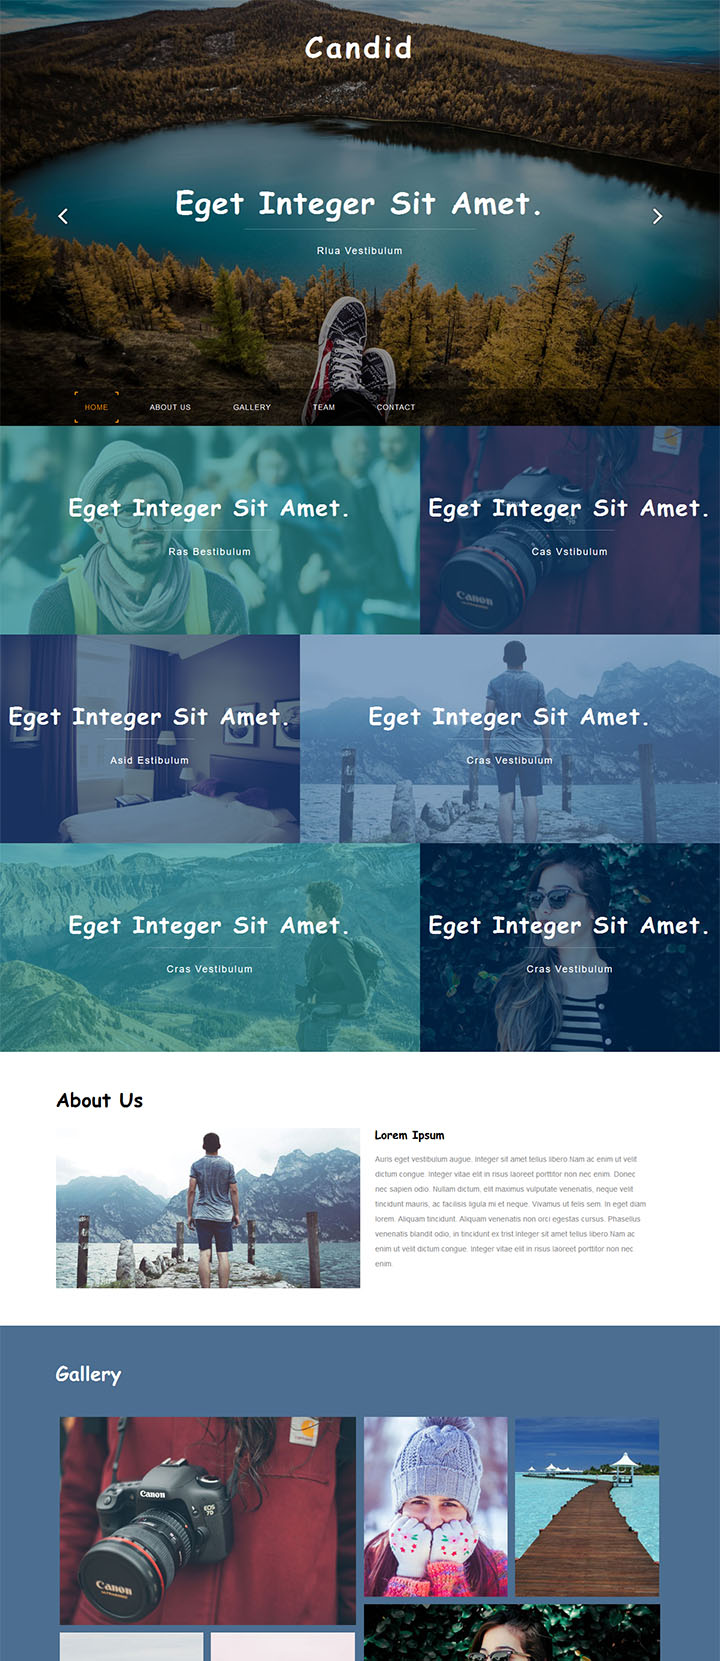 Candid
Eget Integer Sit Amet.
Rlua Vestibulum
HOME ABOUT US GALLERY TEAM CONTACT
Eget Integer Sit Amet.
Ras Bestibulum
Eget Integer Sit Amet.
Cas Vstibulum
Eget Integer Sit Amet.
Asid Estibulum
Eget Integer Sit Amet.
Cras Vestibulum
Eget Integer Sit Amet.
Cras Vestibulum
Eget Integer Sit Amet.
Cras Vestibulum
Canon
About Us
Lorem Ipsum
Auris eget vestibulum augue. Integer sit amet tellus libero.Nam ac enim ut velit
dictum congue. Integer vitae elit in risus laoreet porttitor non nec enim. Donec
nec sapien odio. Nullam dictum, elit maximus vulputate venenatis, neque velit
tincidunt mauris, ac facilisis ligula mi et neque. Vivamus ut felis sem. In eget diam
lorem. Aliquam tincidunt. Aliquam venenatis non orci egestas cursus. Phasellus
venenatis blandit odio, in tincidunt ex trist.Integer sit amet tellus libero.Nam ac
enim ut velit dictum congue. Integer vitae elit in risus laoreet porttitor non nec
enim.
Gallery
Canon
EOS
7D
Canon